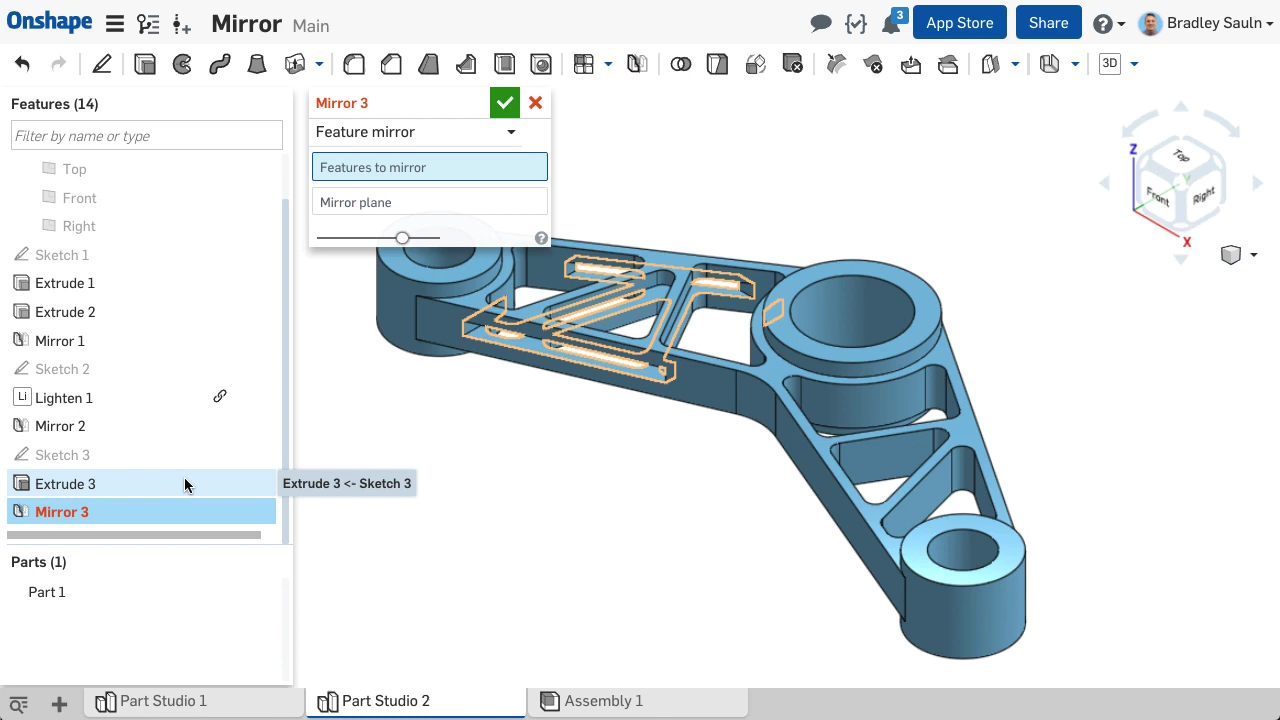 Onshape
Mirror Main
3
App Store
Share
Bradley Sauln
3D
Features (14)
Filter by name or type
Top
Front
Right
Sketch 1
Extrude 1
Extrude 2
Mirror 1
Sketch 2
Li Lighten 1
Mirror 2
Sketch 3
Extrude 3
Mirror 3
Extrude 3 <- Sketch 3
Parts (1)
Part 1
Mirror 3
Feature mirror
Features to mirror
Mirror plane
Z
Top
Y
Front
Right
X
Part Studio 1
Part Studio 2
Assembly 1